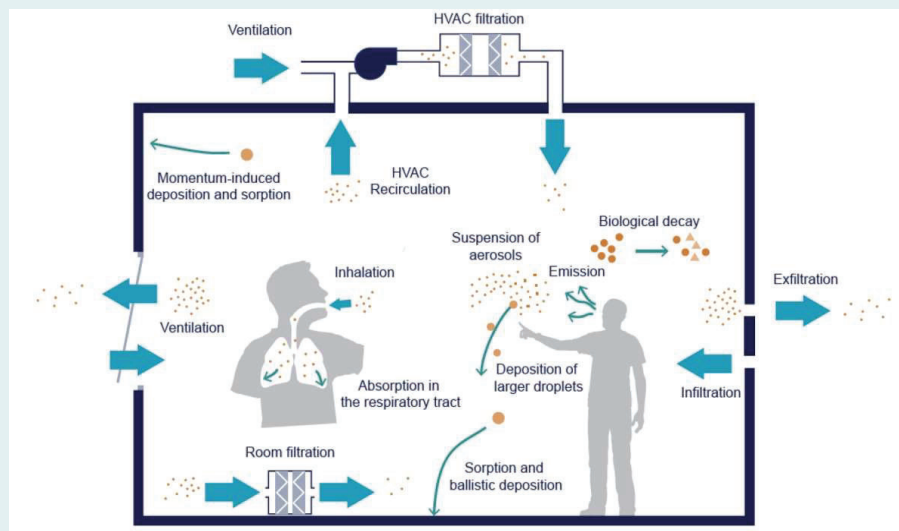 HVAC filtration
Ventilation
Momentum-induced
deposition and sorption
HVAC
Recirculation
Biological decay
Suspension of
aerosols
Emission
Inhalation
Exfiltration
Ventilation
Deposition of
larger droplets
Absorption in
the respiratory tract
Infiltration
Room filtration
Sorption and
ballistic deposition